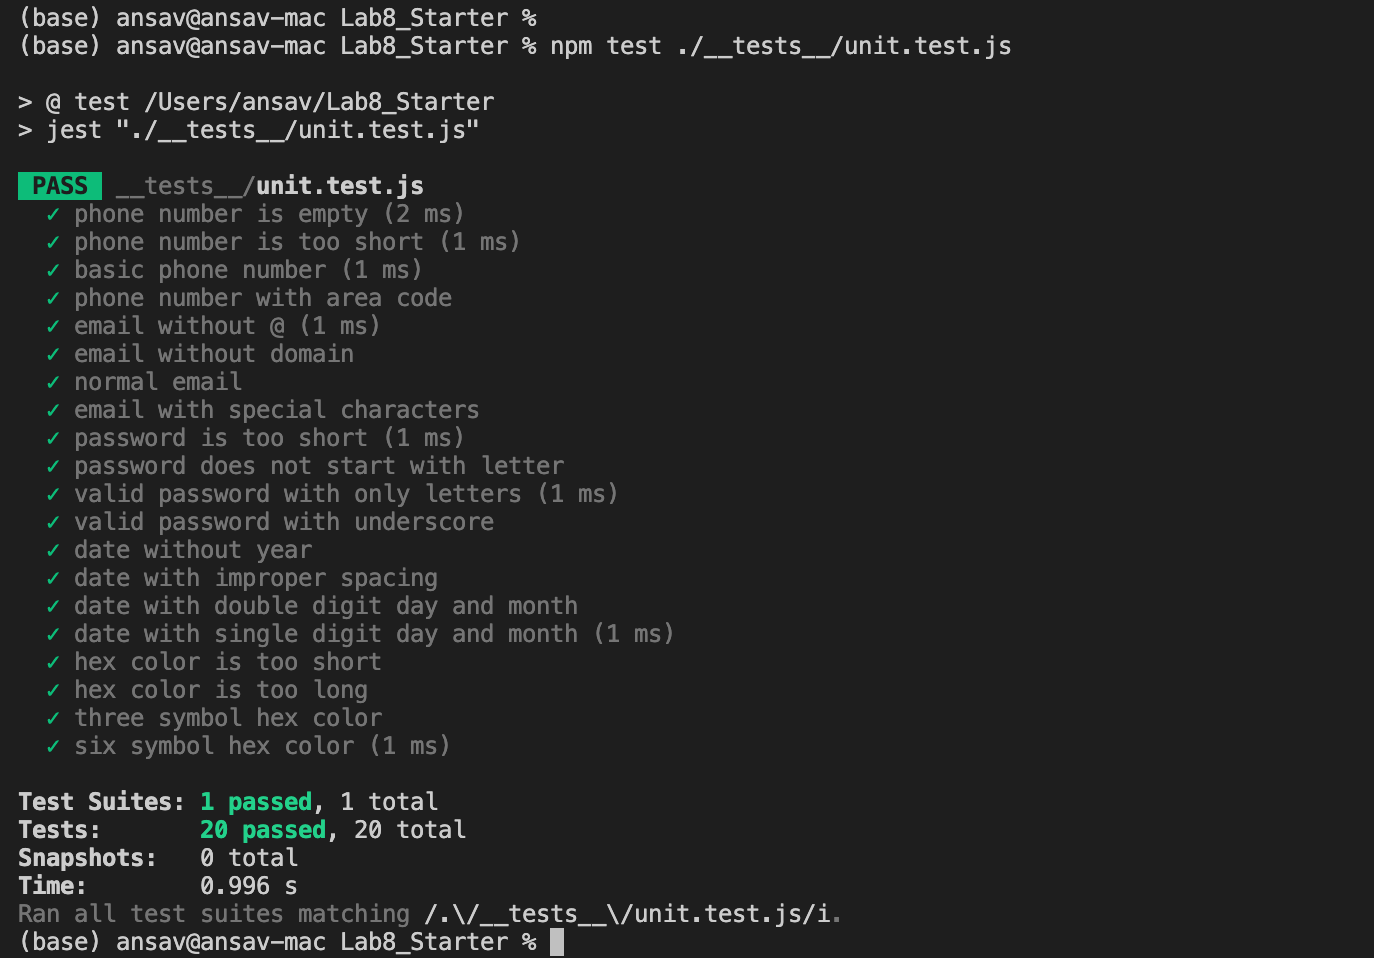 (base) ansav@ansav-mac Lab8_Starter %
(base) ansav@ansav-mac Lab8_Starter % npm test ./__tests__/unit.test.js
> @ test /Users/ansav/Lab8_Starter
> jest "./__tests__/unit.test.js"
PASS __tests__/unit.test.js
✓ phone number is empty (2 ms)
✓ phone number is too short (1 ms)
✓ basic phone number (1 ms)
✓ phone number with area code
✓ email without @ (1 ms)
✓ email without domain
✓ normal email
✓ email with special characters
✓ password is too short (1 ms)
✓ password does not start with letter
✓ valid password with only letters (1 ms)
✓ valid password with underscore
✓ date without year
✓ date with improper spacing
✓ date with double digit day and month
✓ date with single digit day and month (1 ms)
✓ hex color is too short
✓ hex color is too long
✓ three symbol hex color
✓ six symbol hex color (1 ms)
Test Suites: 1 passed, 1 total
Tests: 20 passed, 20 total
Snapshots: 0 total
Time: 0.996 s
Ran all test suites matching /.\/__tests__\/unit.test.js/i.
(base) ansav@ansav-mac Lab8_Starter %